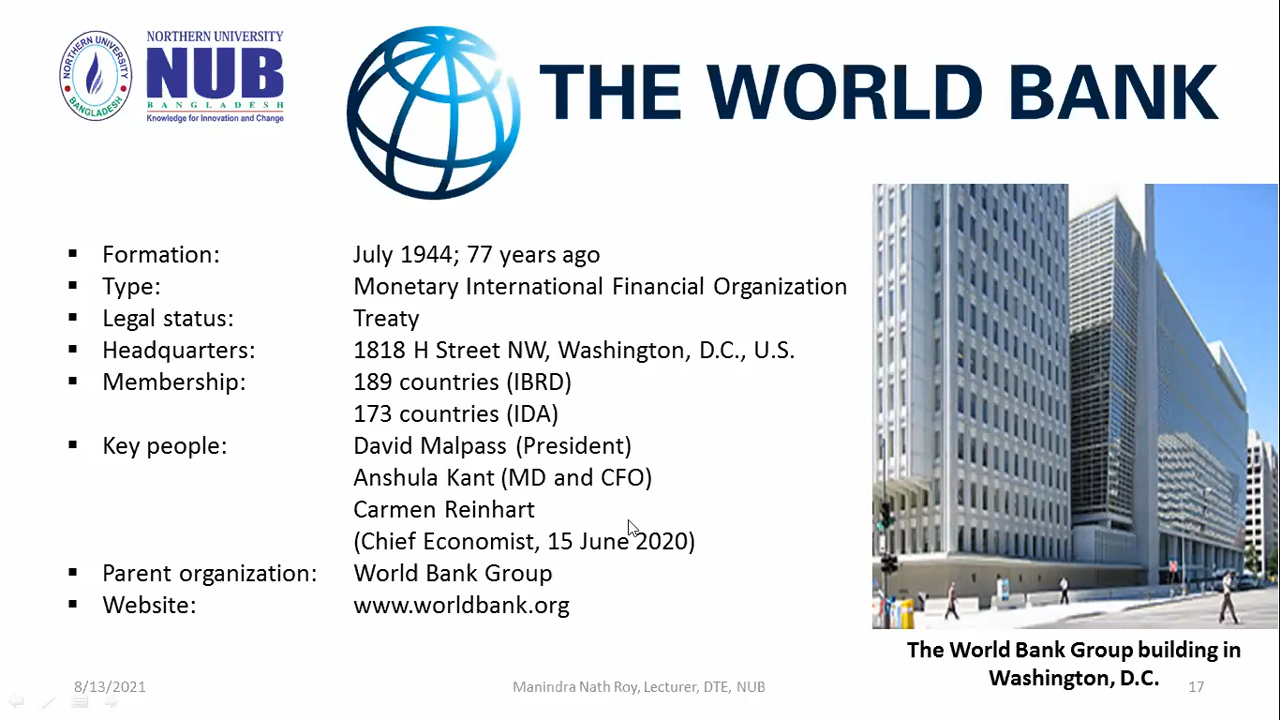 NORTHERN UNIVERSITY BANGLADESH
NORTHERN UNIVERSITY
NUB
BANGLADESH
Knowledge for Innovation and Change
THE WORLD BANK
▪ Formation: July 1944; 77 years ago
▪ Type: Monetary International Financial Organization
▪ Legal status: Treaty
▪ Headquarters: 1818 H Street NW, Washington, D.C., U.S.
▪ Membership: 189 countries (IBRD)
173 countries (IDA)
▪ Key people: David Malpass (President)
Anshula Kant (MD and CFO)
Carmen Reinhart
(Chief Economist, 15 June 2020)
▪ Parent organization: World Bank Group
▪ Website: www.worldbank.org
The World Bank Group building in
Washington, D.C.
8/13/2021 Manindra Nath Roy, Lecturer, DTE, NUB 17